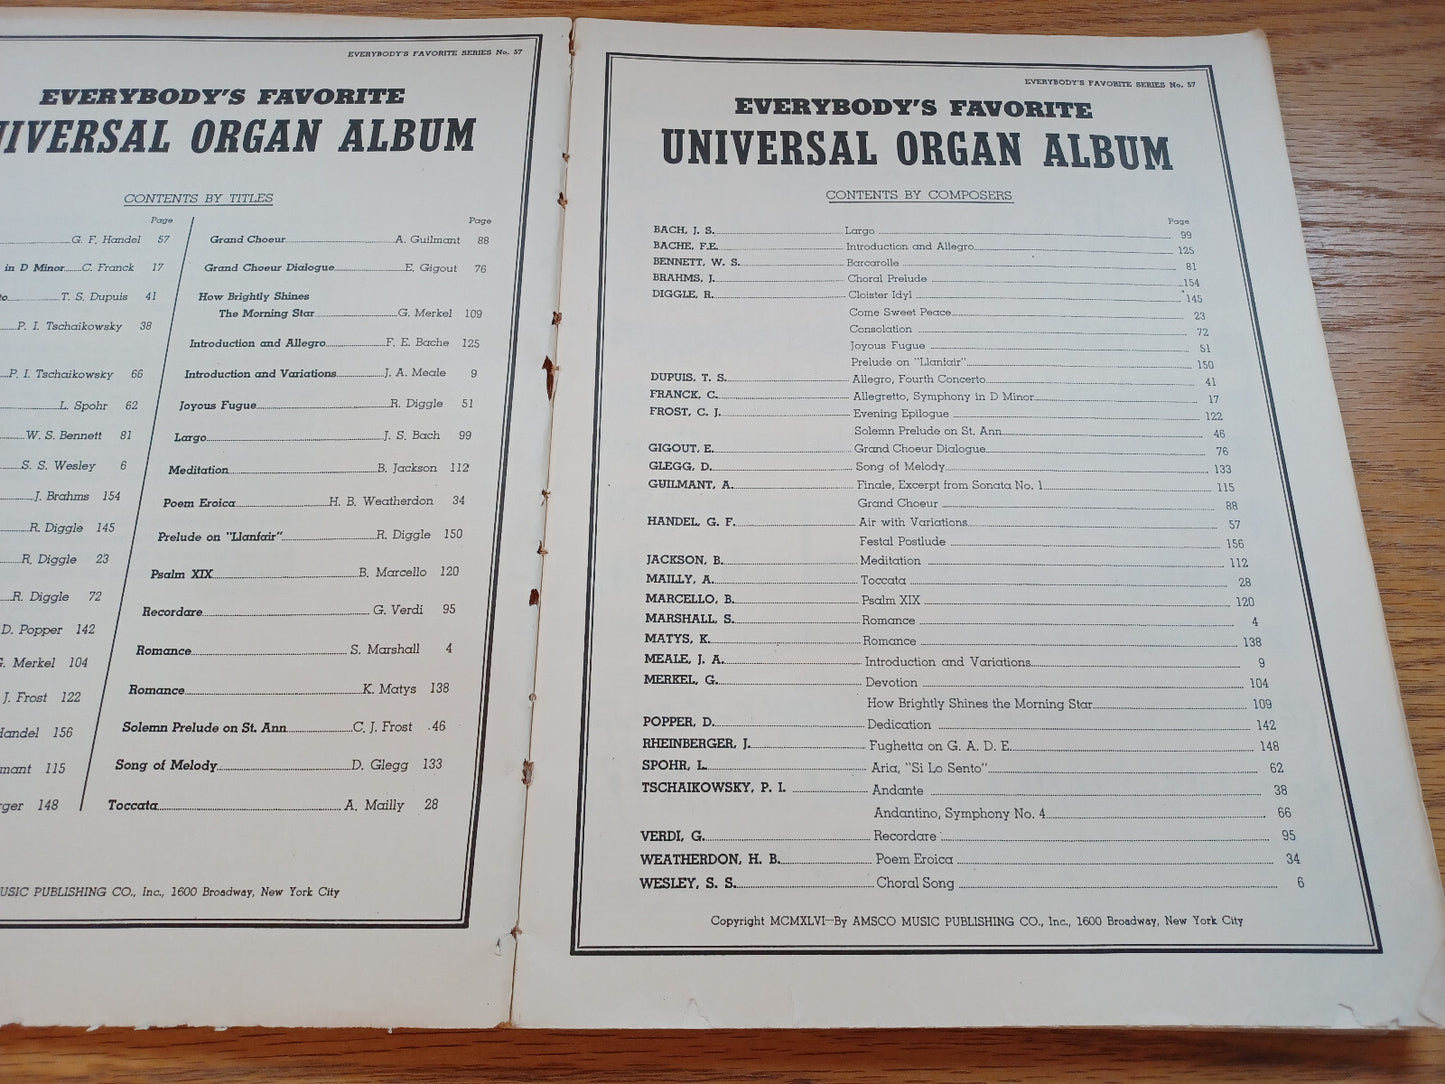 EVERYBODY'S FAVORITE SERIES No. 57
EVERYBODY'S FAVORITE
UNIVERSAL ORGAN ALBUM
CONTENTS BY TITLES
Page
G. F. Handel 57
in D Minor C. Franck 17
T. S. Dupuis 41
P. I. Tschaikowsky 38
P. I. Tschaikowsky 66
L. Spohr 62
W. S. Bennett 81
S. S. Wesley 6
J. Brahms 154
R. Diggle 145
R. Diggle 23
R. Diggle 72
D. Popper 142
G. Merkel 104
J. Frost 122
Handel 156
115
148
Page
Grand Choeur A. Guilmant 88
Grand Choeur Dialogue E. Gigout 76
How Brightly Shines
The Morning Star G. Merkel 109
Introduction and Allegro F. E. Bache 125
Introduction and Variations J. A. Meale 9
Joyous Fugue R. Diggle 51
Largo J. S. Bach 99
Meditation B. Jackson 112
Poem Eroica H. B. Weatherdon 34
Prelude on "Llanfair" R. Diggle 150
Psalm XIX B. Marcello 120
Recordare G. Verdi 95
Romance S. Marshall 4
Romance K. Matys 138
Solemn Prelude on St. Ann C. J. Frost 46
Song of Melody D. Glegg 133
Toccata A. Mailly 28
MUSIC PUBLISHING CO., Inc., 1600 Broadway, New York City
EVERYBODY'S FAVORITE SERIES No. 57
EVERYBODY'S FAVORITE
UNIVERSAL ORGAN ALBUM
CONTENTS BY COMPOSERS
Page
BACH, J. S. Largo 99
BACHE, F.E. Introduction and Allegro 125
BENNETT, W. S. Barcarolle 81
BRAHMS, J. Choral Prelude 154
DIGGLE, R. Cloister Idyl 145
Come Sweet Peace 23
Consolation 72
Joyous Fugue 51
Prelude on "Llanfair" 150
DUPUIS, T. S. Allegro, Fourth Concerto 41
FRANCK, C. Allegretto, Symphony in D Minor 17
FROST, C. J. Evening Epilogue 122
Solemn Prelude on St. Ann 46
GIGOUT, E. Grand Choeur Dialogue 76
GLEGG, D. Song of Melody 133
GUILMANT, A. Finale, Excerpt from Sonata No. 1 115
Grand Choeur 88
HANDEL, G. F. Air with Variations 57
Festal Postlude 156
JACKSON, B. Meditation 112
MAILLY, A. Toccata 28
MARCELLO, B. Psalm XIX 120
MARSHALL, S. Romance 4
MATYS, K. Romance 138
MEALE, J. A. Introduction and Variations 9
MERKEL, G. Devotion 104
How Brightly Shines the Morning Star 109
POPPER, D. Dedication 142
RHEINBERGER, J. Fughetta on G. A. D. E. 148
SPOHR, L. Aria, "Si Lo Sento" 62
TSCHAIKOWSKY, P. I. Andante 38
Andantino, Symphony No. 4 66
VERDI, G. Recordare 95
WEATHERDON, H. B. Poem Eroica 34
WESLEY, S. S. Choral Song 6
Copyright MCMXLVI—By AMSCO MUSIC PUBLISHING CO., Inc., 1600 Broadway, New York City